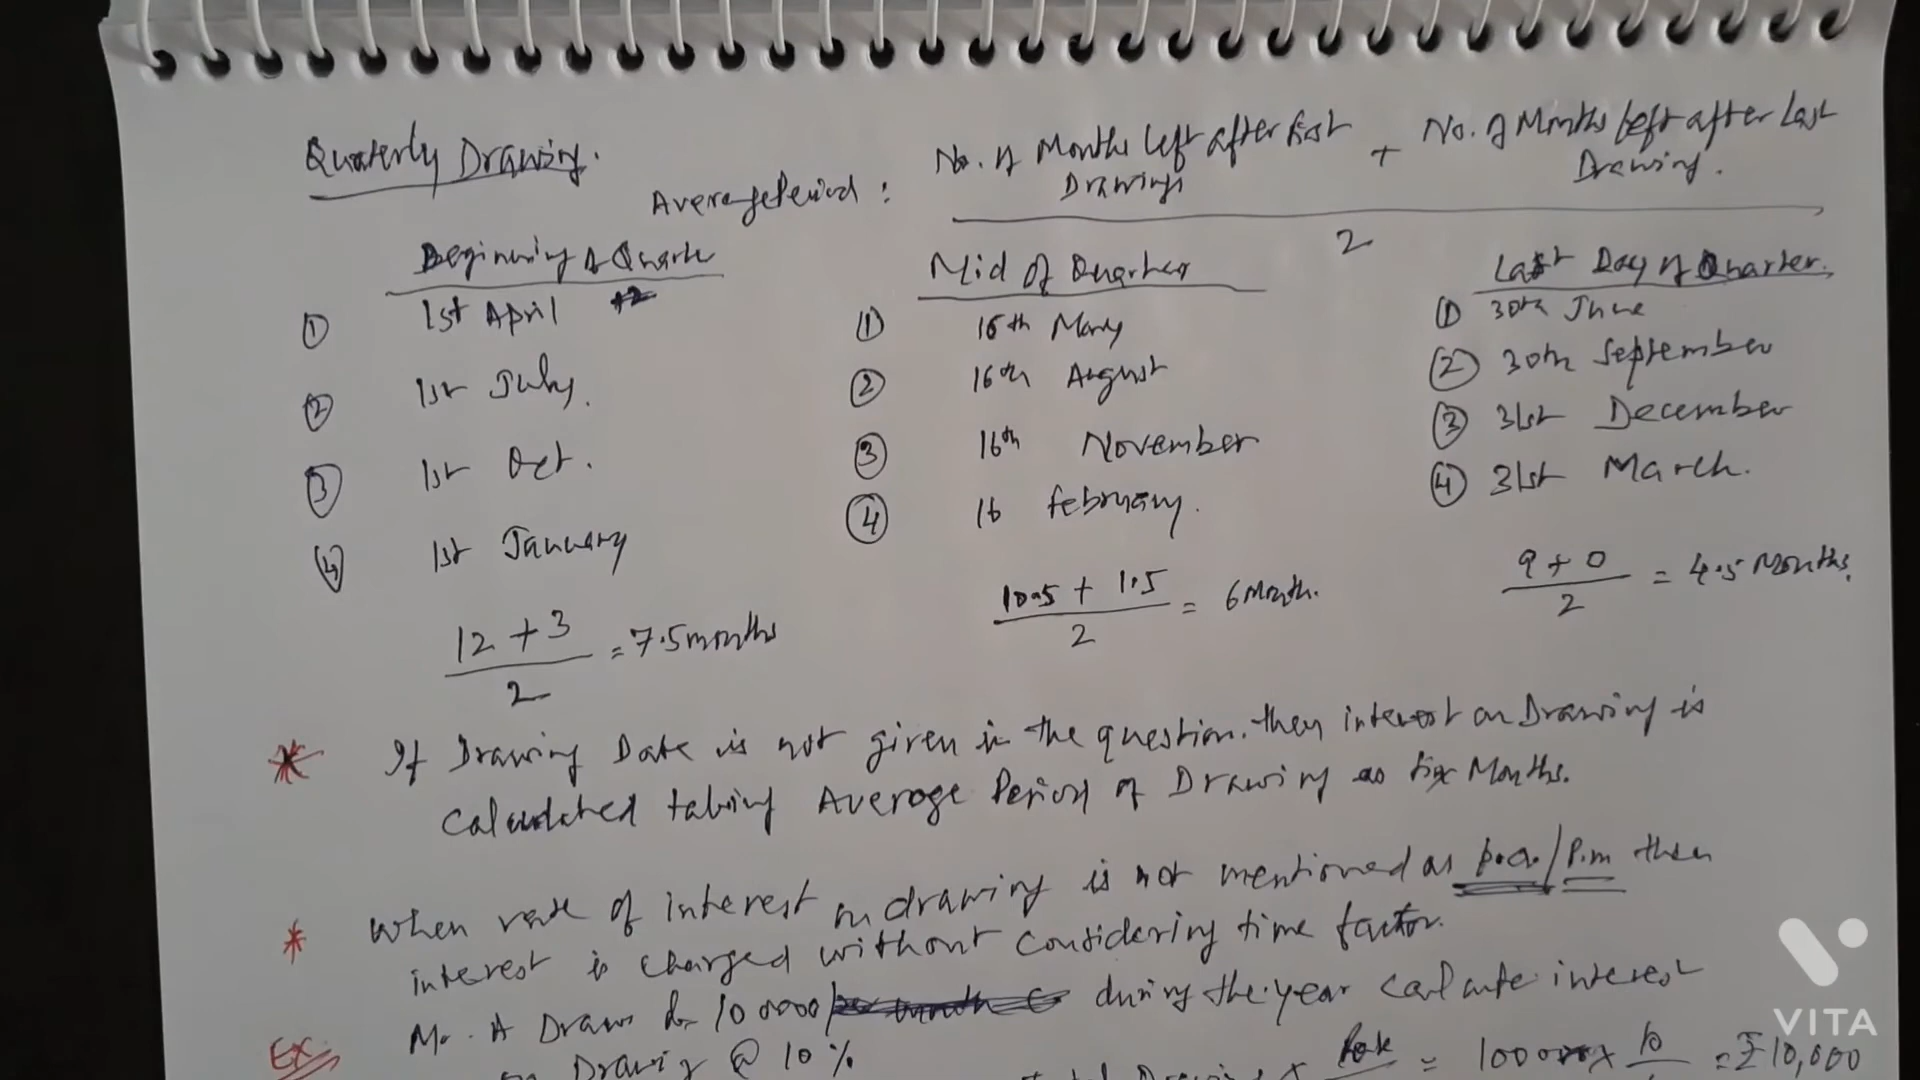 Quaterly Drawing.
Average Period : No. of Months left after first Drawings + No. of Months left after Last Drawing. / 2
Beginning of Quarter
① 1st April
② 1st July.
③ 1st Oct.
④ 1st January
12 + 3 / 2 = 7.5 months
Mid of Quarter
① 16th May
② 16th August
③ 16th November
④ 16 february.
10.5 + 1.5 / 2 = 6 Month.
Last Day of Quarter.
① 30th June
② 30th September
③ 31st December
④ 31st March.
9 + 0 / 2 = 4.5 Months.
* If Drawing Date is not given in the question. then interest on Drawing is
calculated taking Average Period of Drawing as six Months.
* When rate of interest on drawing is not mentioned as p.a./P.m then
interest is charged without considering time factor.
Ex. Mr. A Draws Rs 100000 during the year interest
on Drawing @ 10%
Drawing x Rate = 100000 x 10 = ₹10,000
VITA